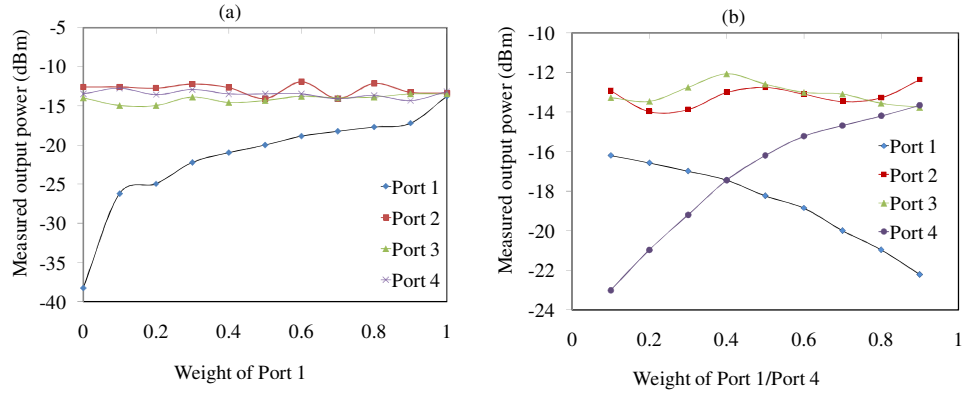 (a)
Measured output power (dBm)
-5
-10
-15
-20
-25
-30
-35
-40
0
0.2
0.4
0.6
0.8
1
Port 1
Port 2
Port 3
Port 4
Weight of Port 1
(b)
Measured output power (dBm)
-10
-12
-14
-16
-18
-20
-22
-24
0
0.2
0.4
0.6
0.8
1
Port 1
Port 2
Port 3
Port 4
Weight of Port 1/Port 4